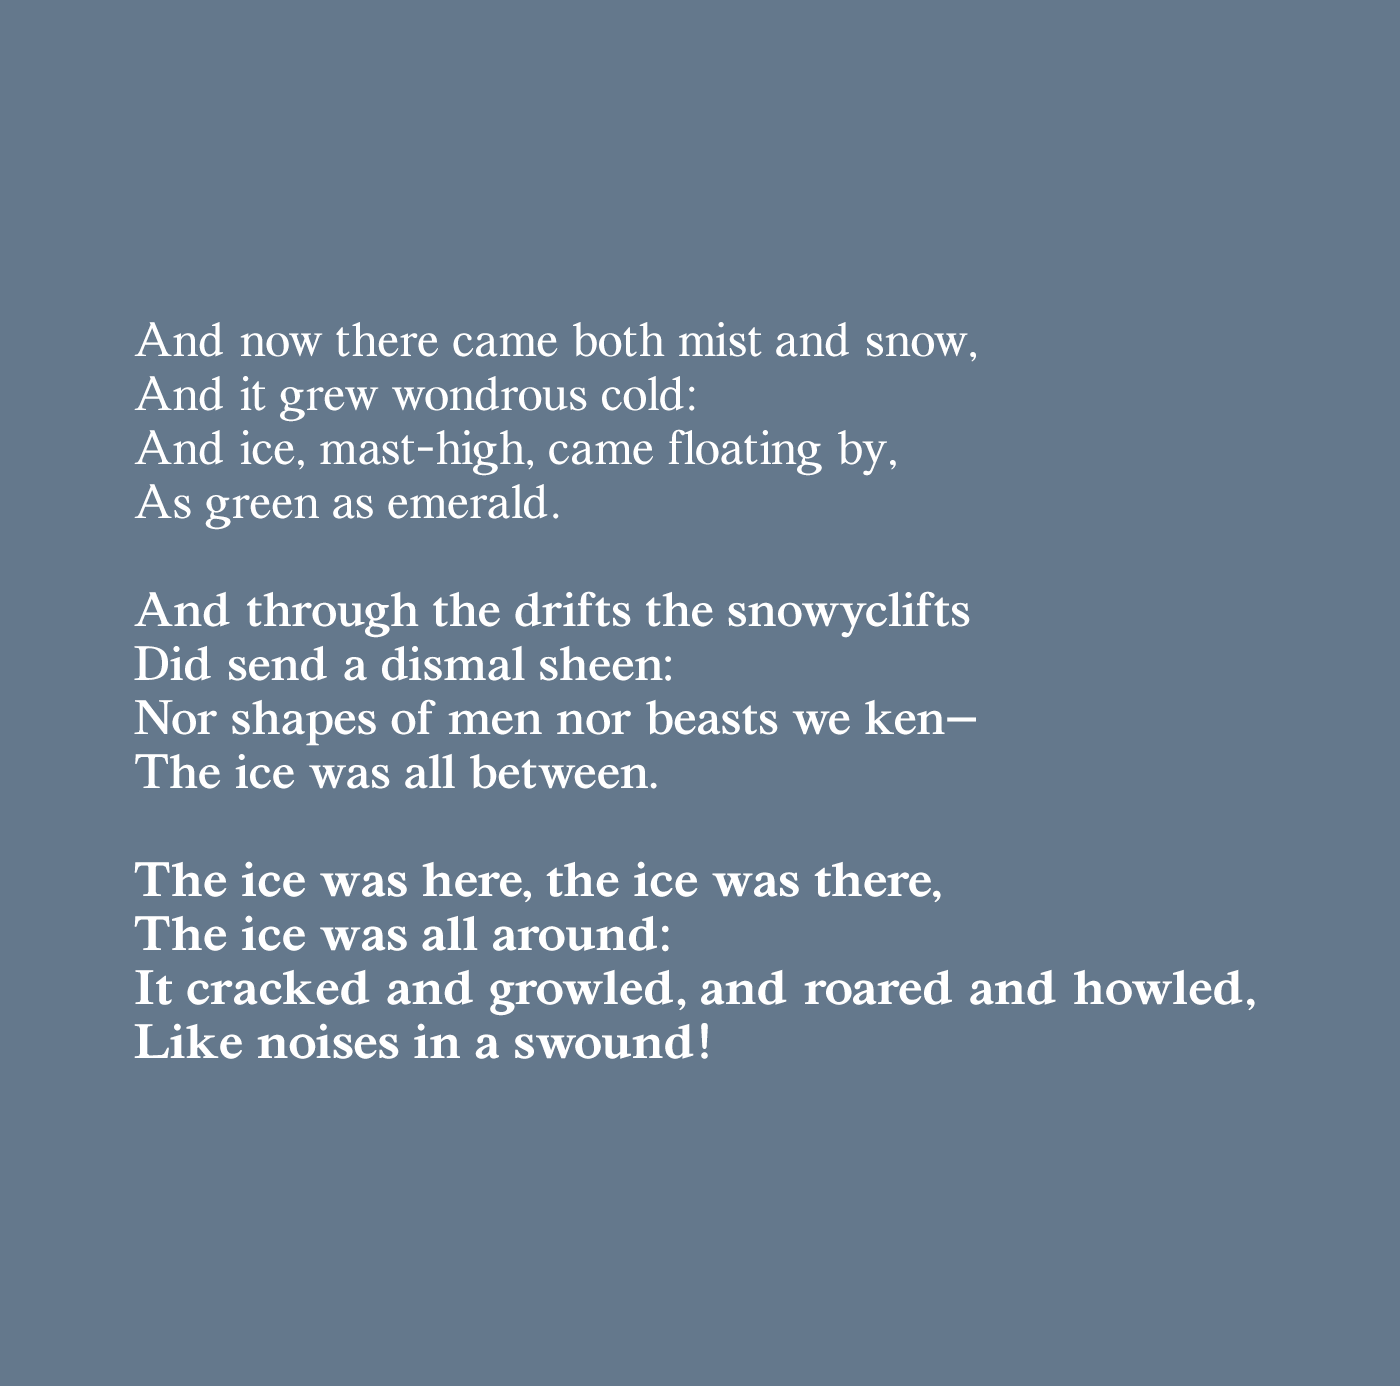 And now there came both mist and snow,
And it grew wondrous cold:
And ice, mast-high, came floating by,
As green as emerald.
And through the drifts the snowyclifts
Did send a dismal sheen:
Nor shapes of men nor beasts we ken—
The ice was all between.
The ice was here, the ice was there,
The ice was all around:
It cracked and growled, and roared and howled,
Like noises in a swound!